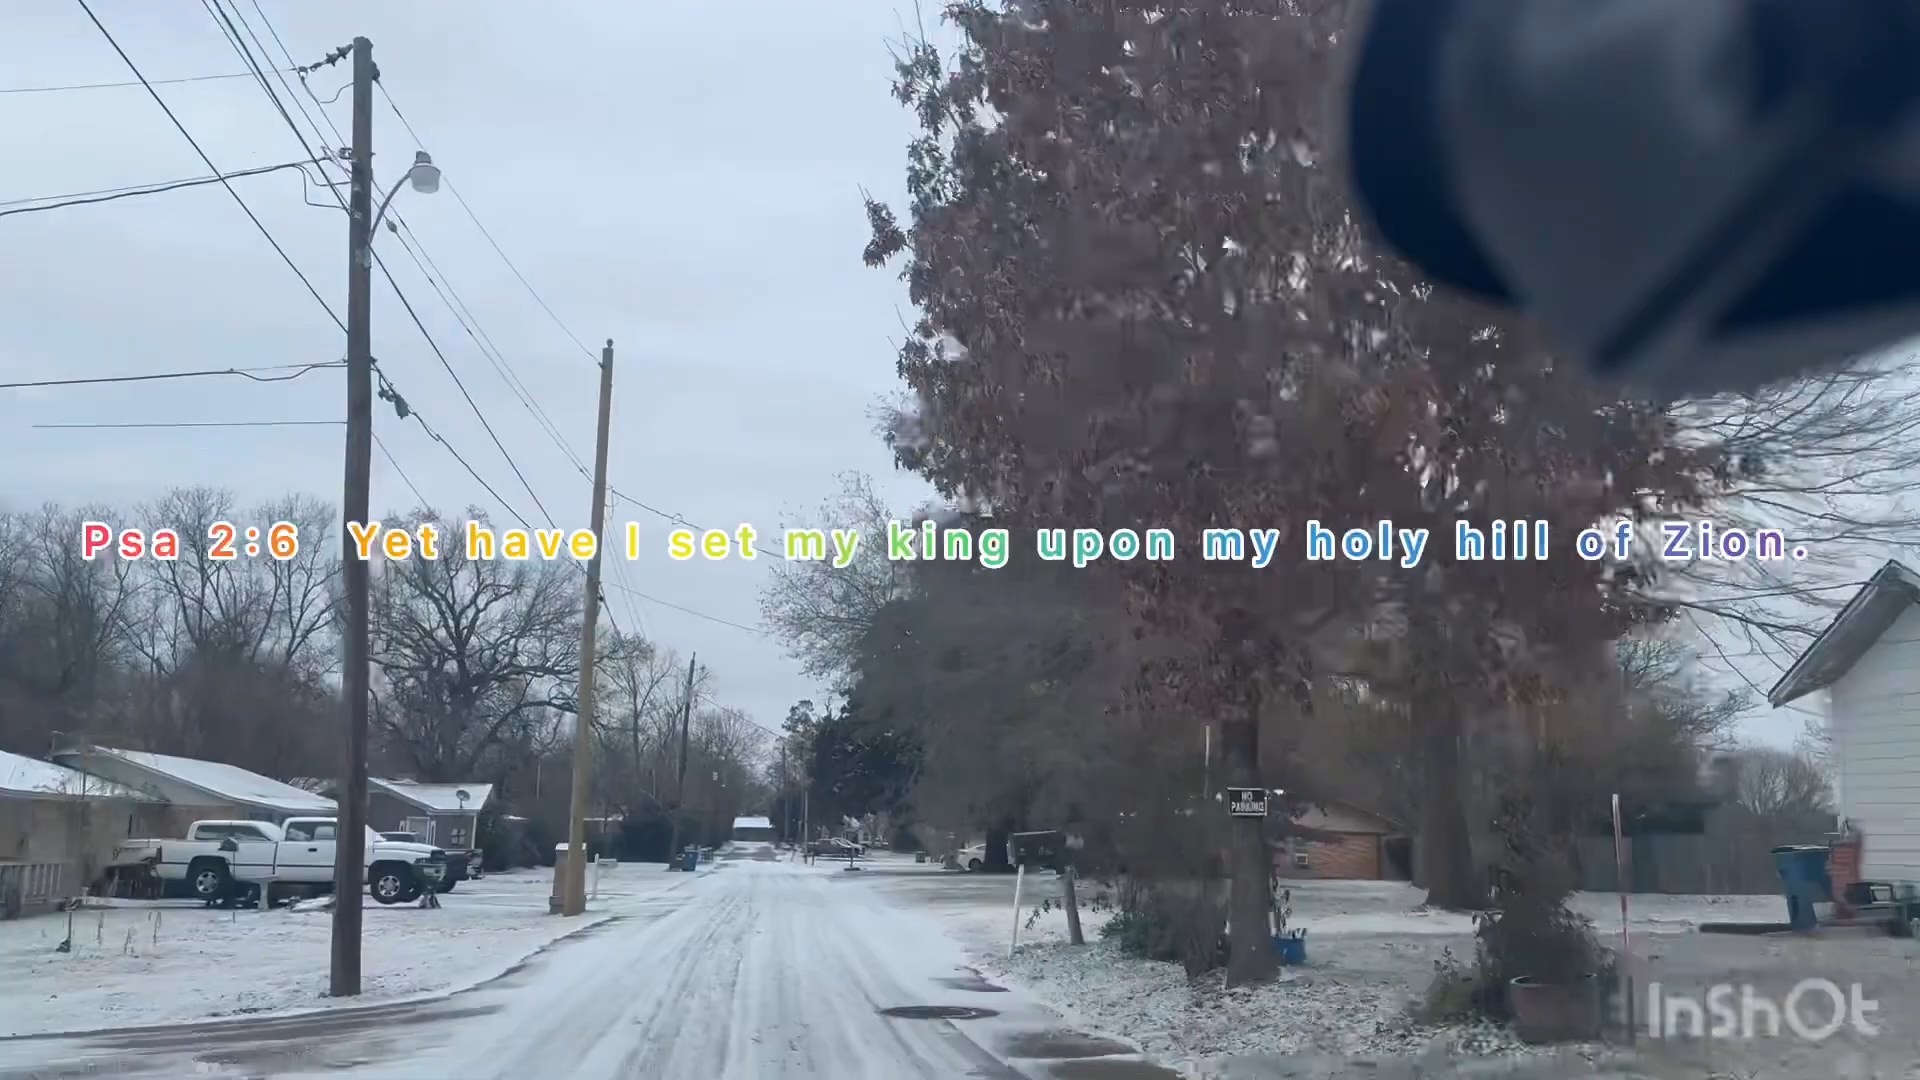 Psa 2:6 Yet have I set my king upon my holy hill of Zion.
NO
PARKING
InShOt